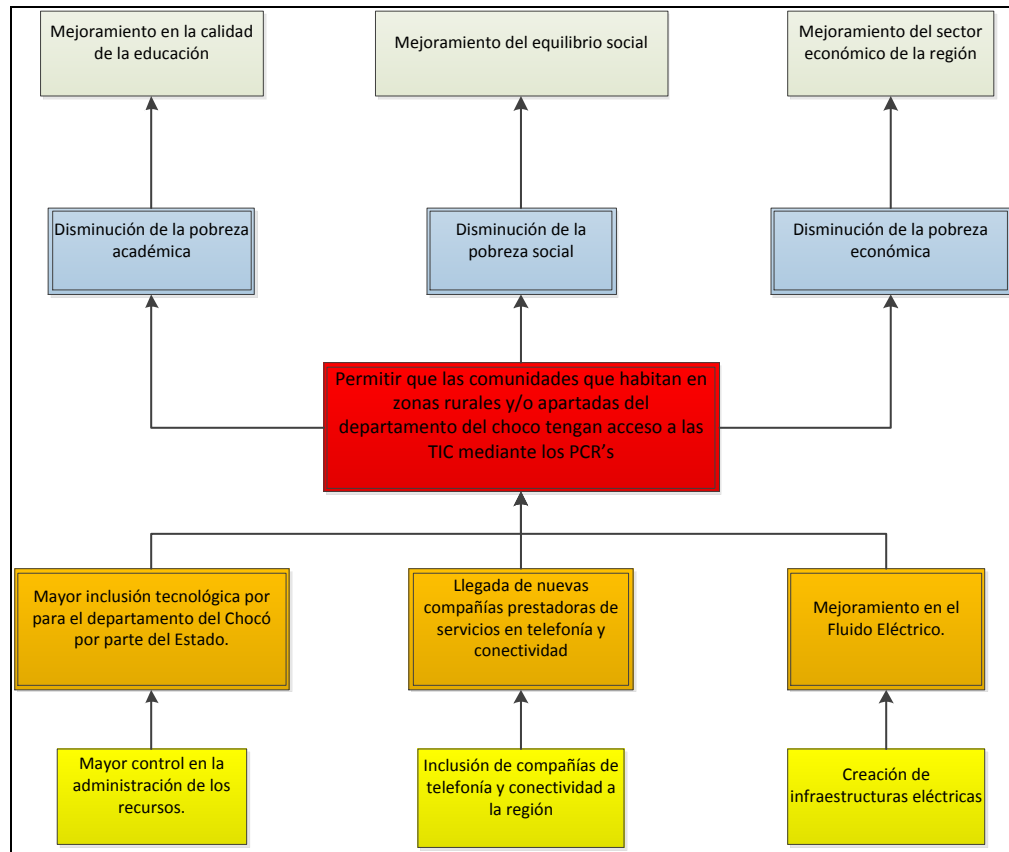 Mejoramiento en la calidad
de la educación
Mejoramiento del equilibrio social
Mejoramiento del sector
económico de la región
Disminución de la pobreza
académica
Disminución de la
pobreza social
Disminución de la pobreza
económica
Permitir que las comunidades que habitan en
zonas rurales y/o apartadas del
departamento del choco tengan acceso a las
TIC mediante los PCR’s
Mayor inclusión tecnológica por
para el departamento del Chocó
por parte del Estado.
Llegada de nuevas
compañías prestadoras de
servicios en telefonía y
conectividad
Mejoramiento en el
Fluido Eléctrico.
Mayor control en la
administración de los
recursos.
Inclusión de compañías de
telefonía y conectividad a
la región
Creación de
infraestructuras eléctricas